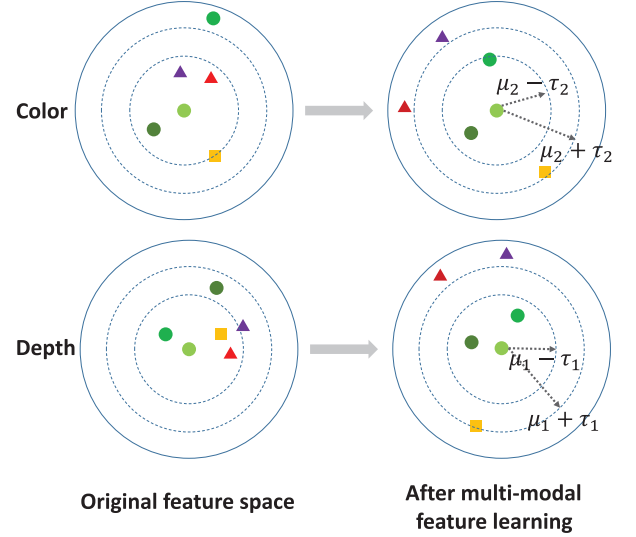 Color
μ₂ − τ₂
μ₂ + τ₂
Depth
μ₁ − τ₁
μ₁ + τ₁
Original feature space
After multi-modal
feature learning